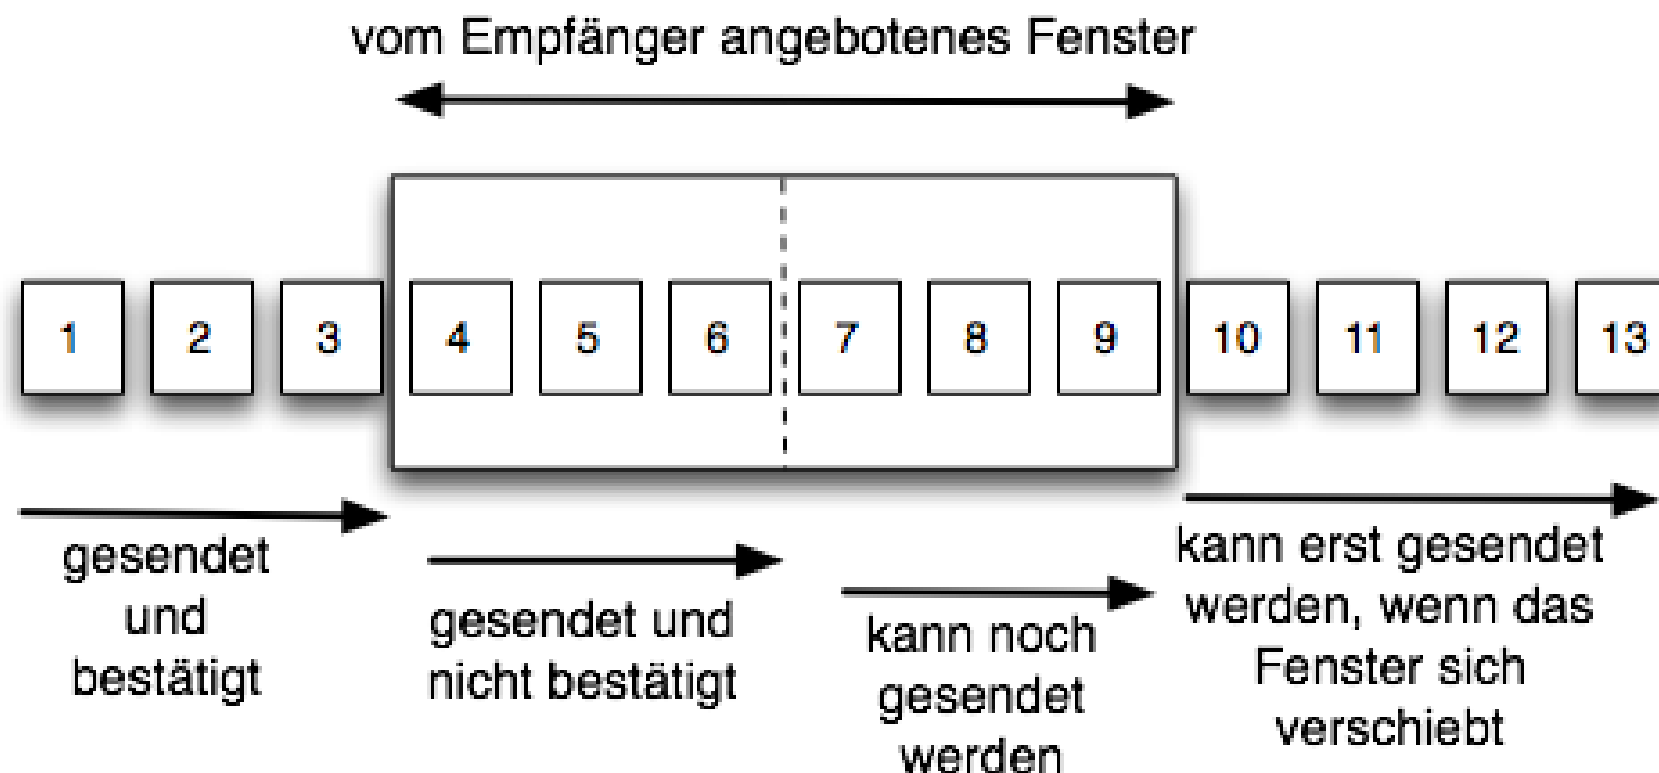 vom Empfänger angebotenes Fenster
1 2 3 4 5 6 7 8 9 10 11 12 13
gesendet
und
bestätigt
gesendet und
nicht bestätigt
kann noch
gesendet
werden
kann erst gesendet
werden, wenn das
Fenster sich
verschiebt